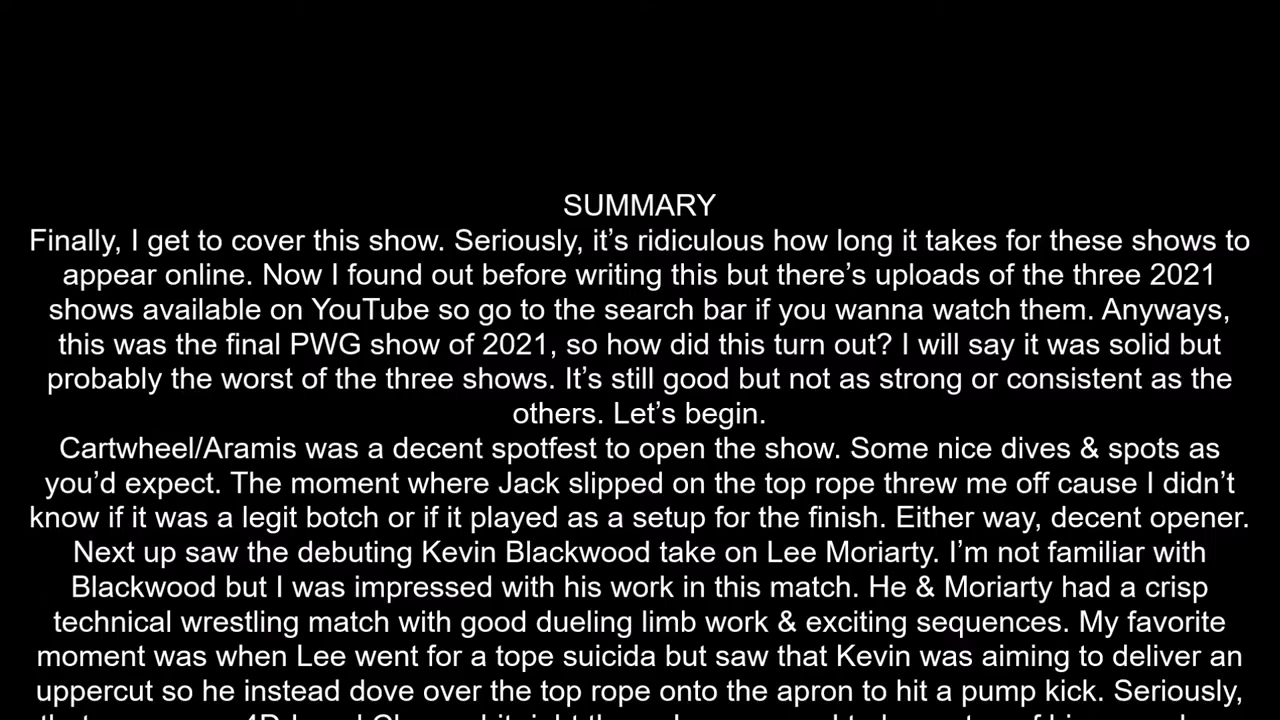 SUMMARY
Finally, I get to cover this show. Seriously, it’s ridiculous how long it takes for these shows to
appear online. Now I found out before writing this but there’s uploads of the three 2021
shows available on YouTube so go to the search bar if you wanna watch them. Anyways,
this was the final PWG show of 2021, so how did this turn out? I will say it was solid but
probably the worst of the three shows. It’s still good but not as strong or consistent as the
others. Let’s begin.
Cartwheel/Aramis was a decent spotfest to open the show. Some nice dives & spots as
you’d expect. The moment where Jack slipped on the top rope threw me off cause I didn’t
know if it was a legit botch or if it played as a setup for the finish. Either way, decent opener.
Next up saw the debuting Kevin Blackwood take on Lee Moriarty. I’m not familiar with
Blackwood but I was impressed with his work in this match. He & Moriarty had a crisp
technical wrestling match with good dueling limb work & exciting sequences. My favorite
moment was when Lee went for a tope suicida but saw that Kevin was aiming to deliver an
uppercut so he instead dove over the top rope onto the apron to hit a pump kick. Seriously,